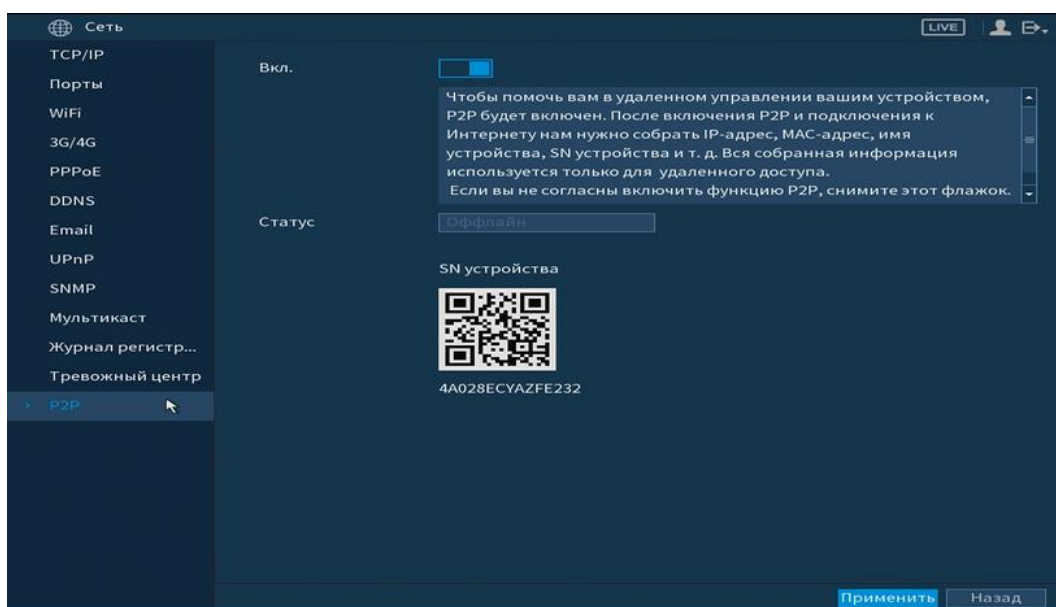 Сеть
LIVE
TCP/IP
Порты
WiFi
3G/4G
PPPoE
DDNS
Email
UPnP
SNMP
Мультикаст
Журнал регистр...
Тревожный центр
P2P
Вкл.
Чтобы помочь вам в удаленном управлении вашим устройством,
P2P будет включен. После включения P2P и подключения к
Интернету нам нужно собрать IP-адрес, MAC-адрес, имя
устройства, SN устройства и т. д. Вся собранная информация
используется только для удаленного доступа.
Если вы не согласны включить функцию P2P, снимите этот флажок.
Статус
Оффлайн
SN устройства
4A028ECYAZFE232
Применить
Назад